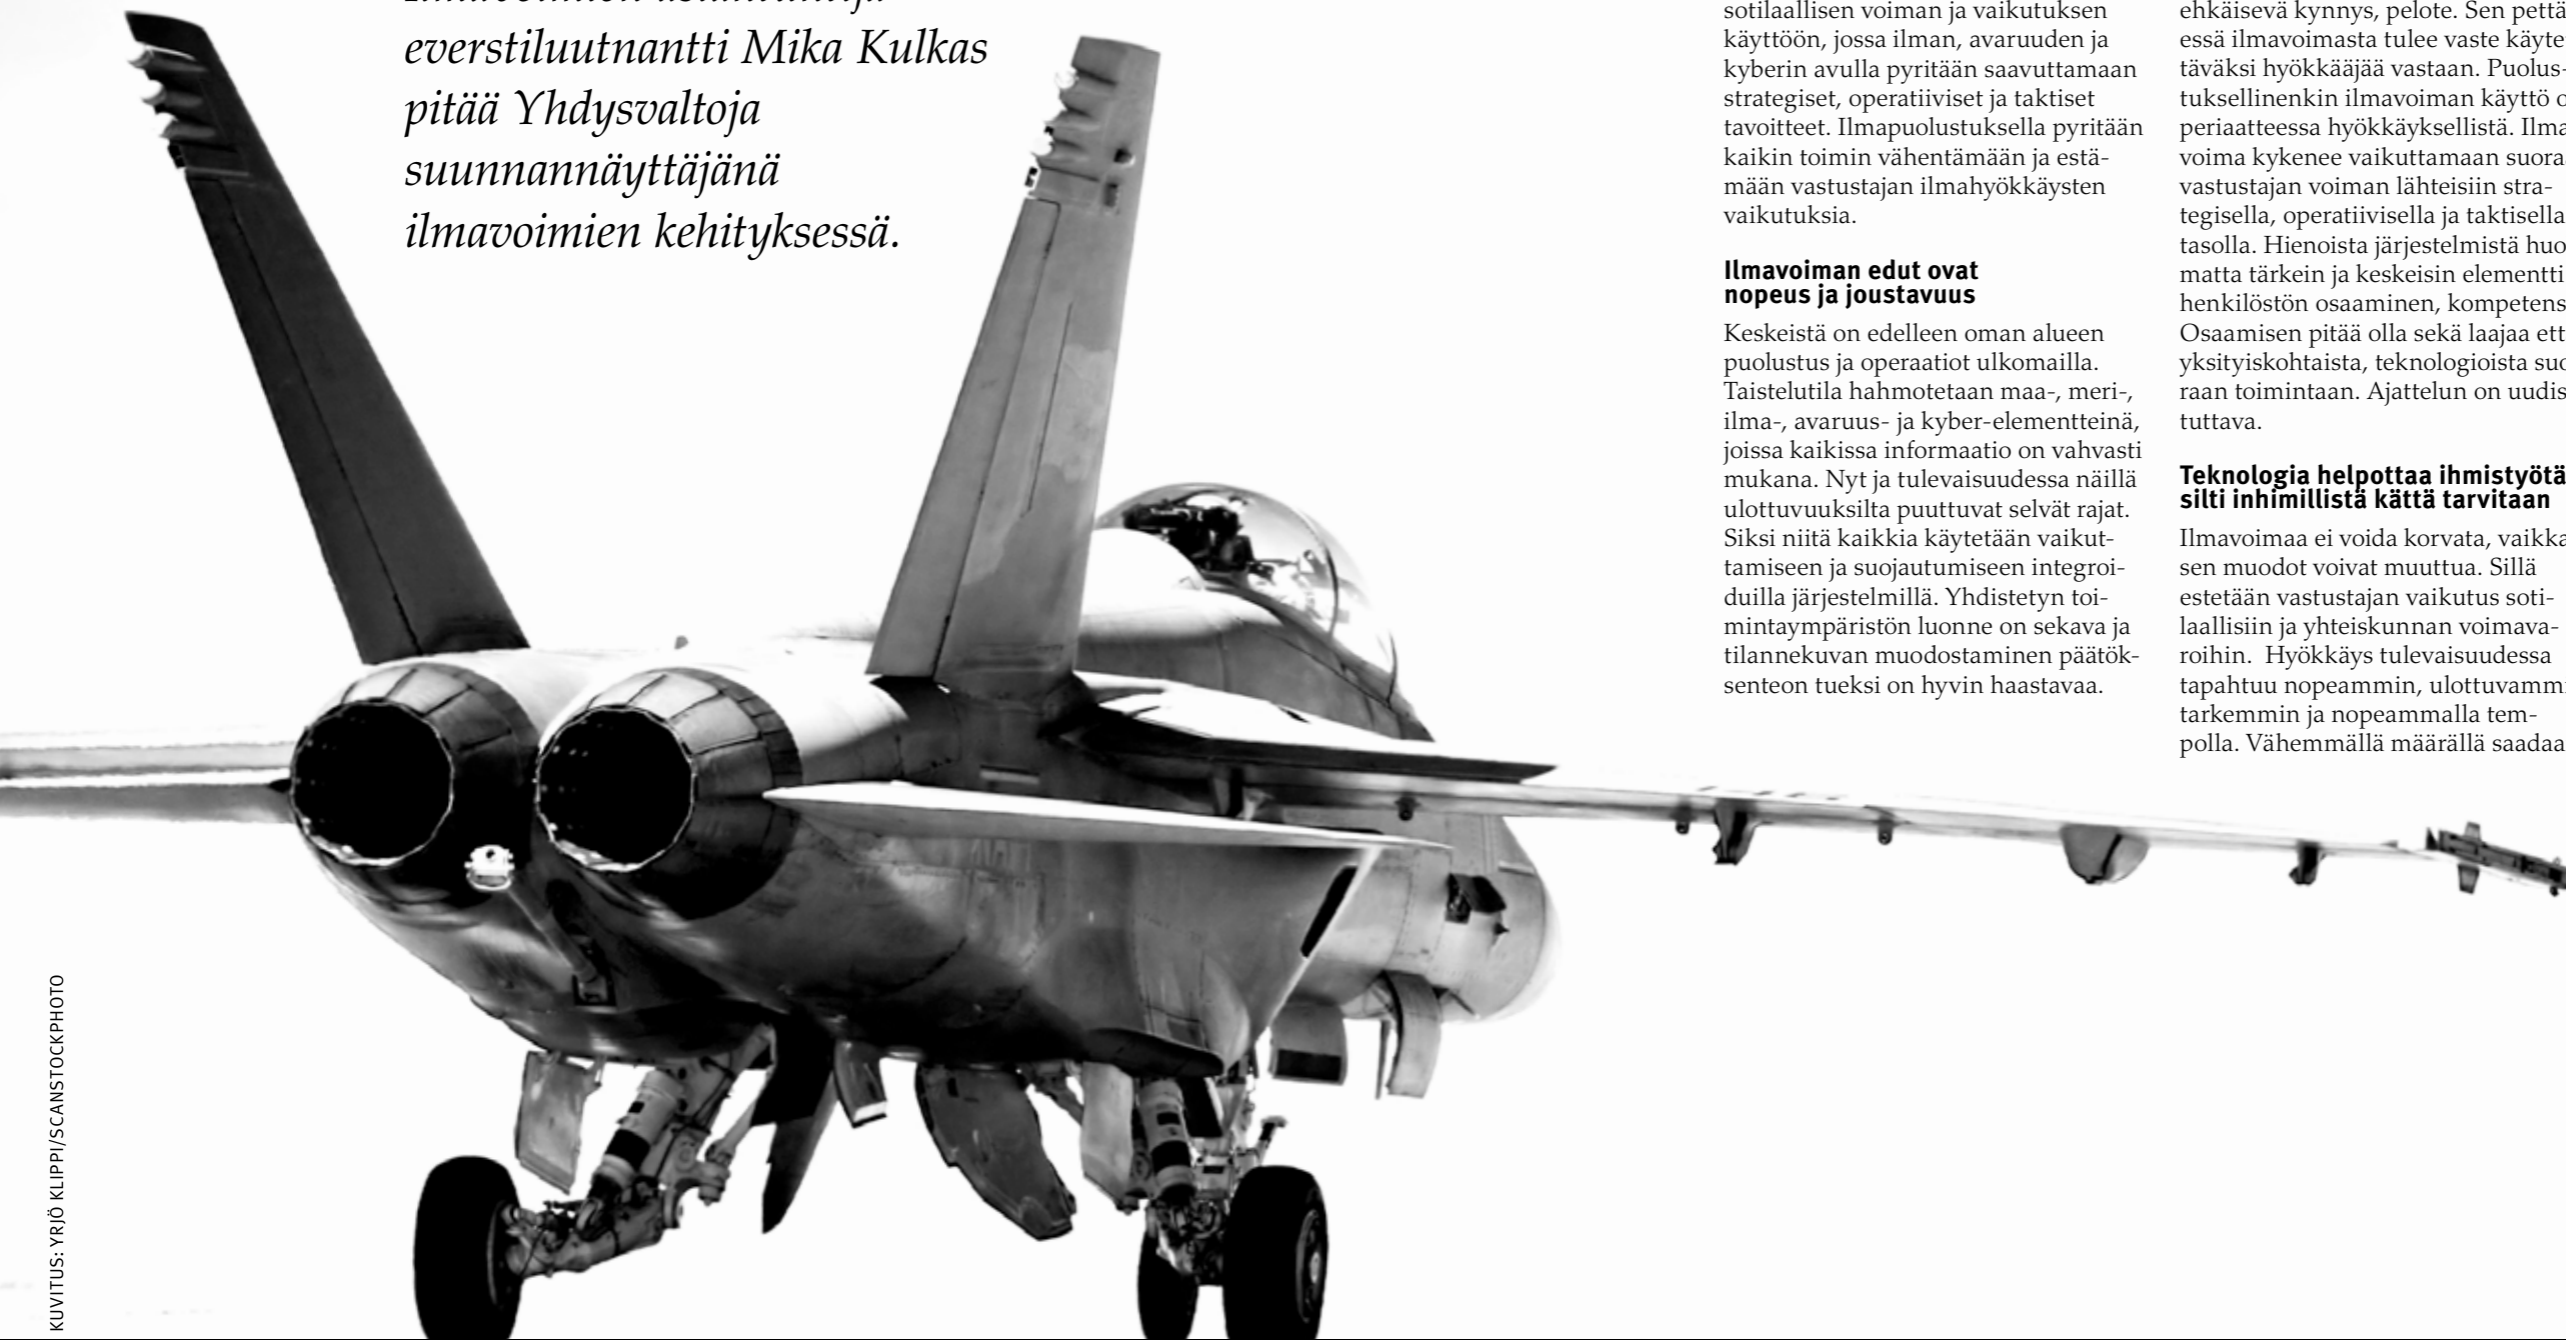 everstiluutnantti Mika Kulkas
pitää Yhdysvaltoja
suunnannäyttäjänä
ilmavoimien kehityksessä.
sotilaallisen voiman ja vaikutuksen
käyttöön, jossa ilman, avaruuden ja
kyberin avulla pyritään saavuttamaan
strategiset, operatiiviset ja taktiset
tavoitteet. Ilmapuolustuksella pyritään
kaikin toimin vähentämään ja estä-
mään vastustajan ilmahyökkäysten
vaikutuksia.
Ilmavoiman edut ovat
nopeus ja joustavuus
Keskeistä on edelleen oman alueen
puolustus ja operaatiot ulkomailla.
Taistelutila hahmotetaan maa-, meri-,
ilma-, avaruus- ja kyber-elementteinä,
joissa kaikissa informaatio on vahvasti
mukana. Nyt ja tulevaisuudessa näillä
ulottuvuuksilta puuttuvat selvät rajat.
Siksi niitä kaikkia käytetään vaikut-
tamiseen ja suojautumiseen integroi-
duilla järjestelmillä. Yhdistetyn toi-
mintaympäristön luonne on sekava ja
tilannekuvan muodostaminen päätök-
senteon tueksi on hyvin haastavaa.
ehkäisevä kynnys, pelote. Sen pettä
essä ilmavoimasta tulee vaste käyte
täväksi hyökkääjää vastaan. Puolus-
tuksellinenkin ilmavoiman käyttö o
periaatteessa hyökkäyksellistä. Ilma
voima kykenee vaikuttamaan suora
vastustajan voiman lähteisiin stra-
tegisella, operatiivisella ja taktisella
tasolla. Hienoista järjestelmistä huo
matta tärkein ja keskeisin elementti
henkilöstön osaaminen, kompetens
Osaamisen pitää olla sekä laajaa ett
yksityiskohtaista, teknologioista suo
raan toimintaan. Ajattelun on uudis
tuttava.
Teknologia helpottaa ihmistyötä
silti inhimillistä kättä tarvitaan
Ilmavoimaa ei voida korvata, vaikka
sen muodot voivat muuttua. Sillä
estetään vastustajan vaikutus soti-
laallisiin ja yhteiskunnan voimava-
roihin. Hyökkäys tulevaisuudessa
tapahtuu nopeammin, ulottuvamm
tarkemmin ja nopeammalla tem-
polla. Vähemmällä määrällä saadaa
KUVITUS: YRJÖ KLIPPI/SCANSTOCKPHOTO